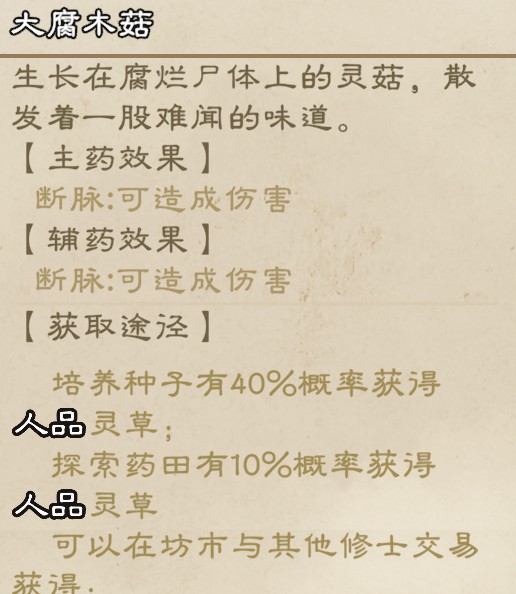 大腐木菇
生长在腐烂尸体上的灵菇，散
发着一股难闻的味道。
【主药效果】
断脉:可造成伤害
【辅药效果】
断脉:可造成伤害
【获取途径】
培养种子有40%概率获得
人品灵草；
探索药田有10%概率获得
人品灵草
可以在坊市与其他修士交易
获得；